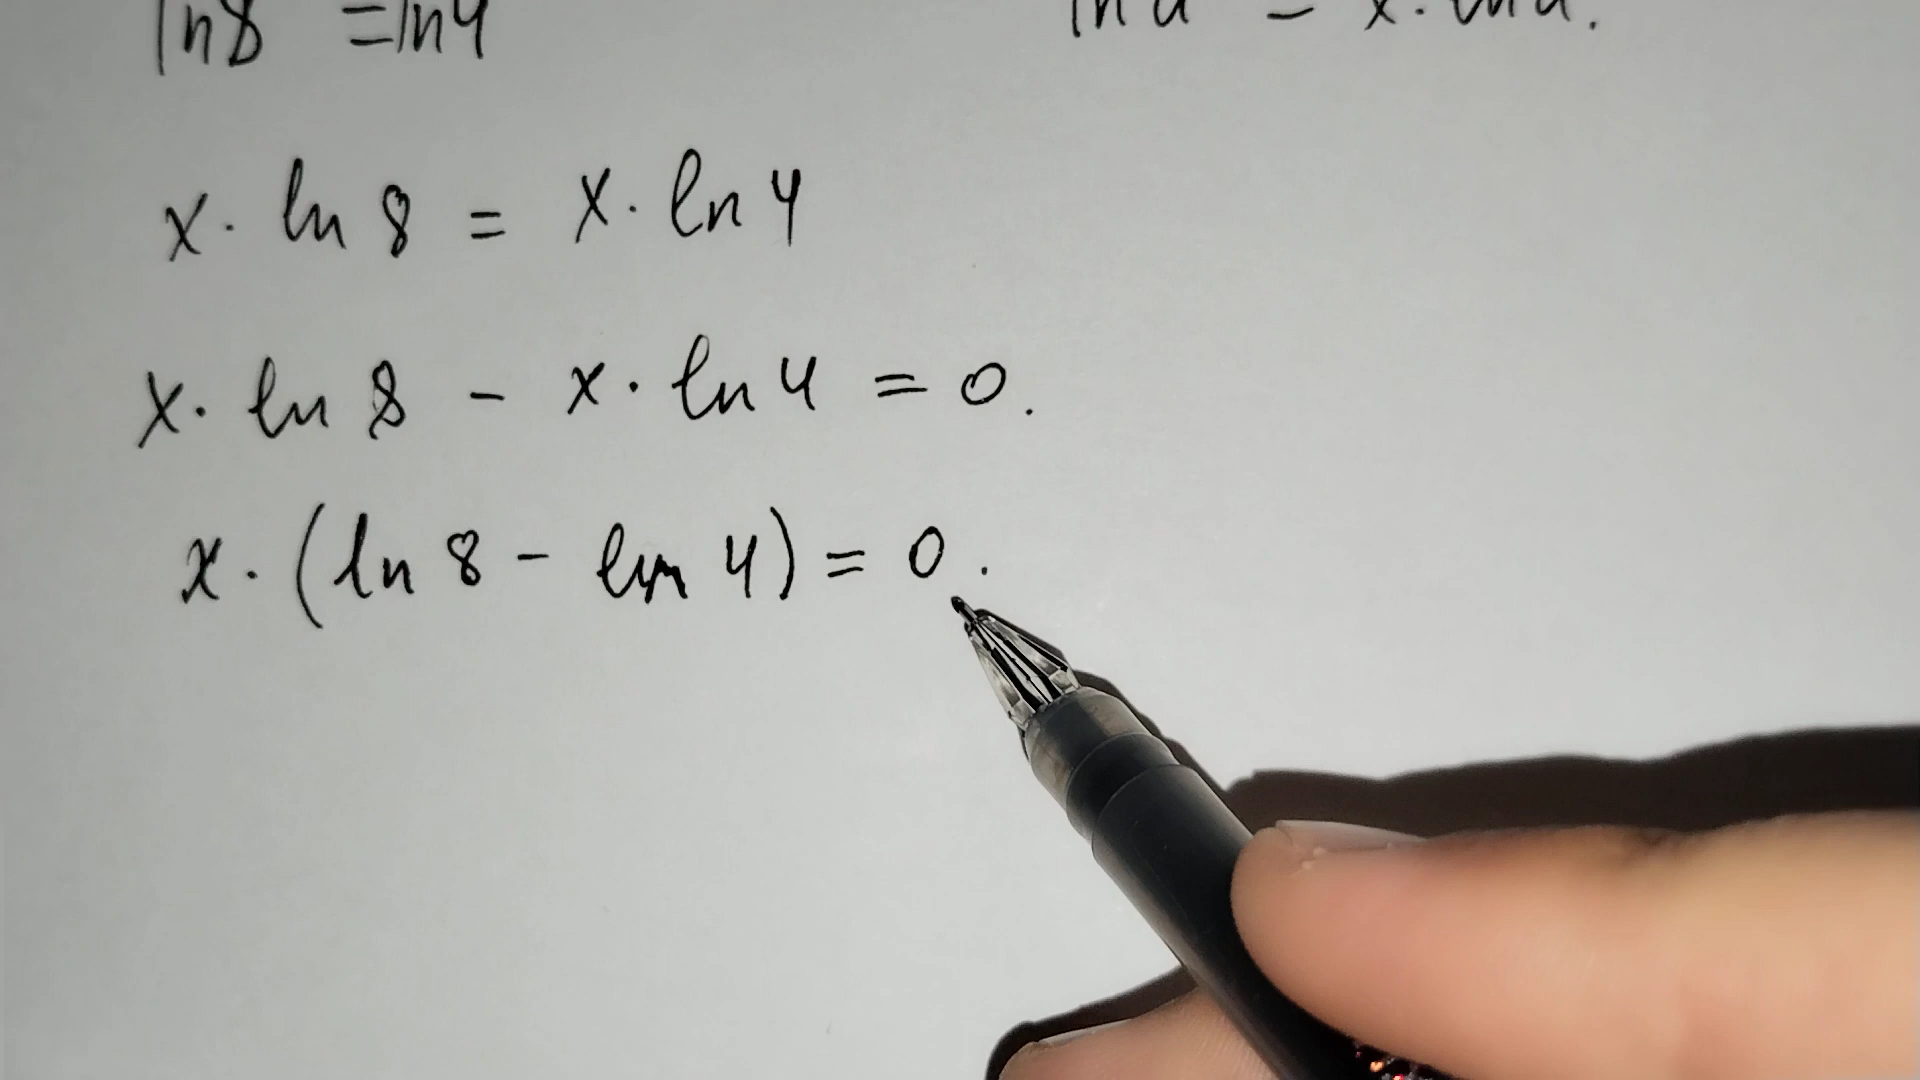 ln8 = ln4
x · ln 8 = x · ln 4
x · ln 8 - x · ln 4 = 0.
x · (ln 8 - ln 4) = 0.